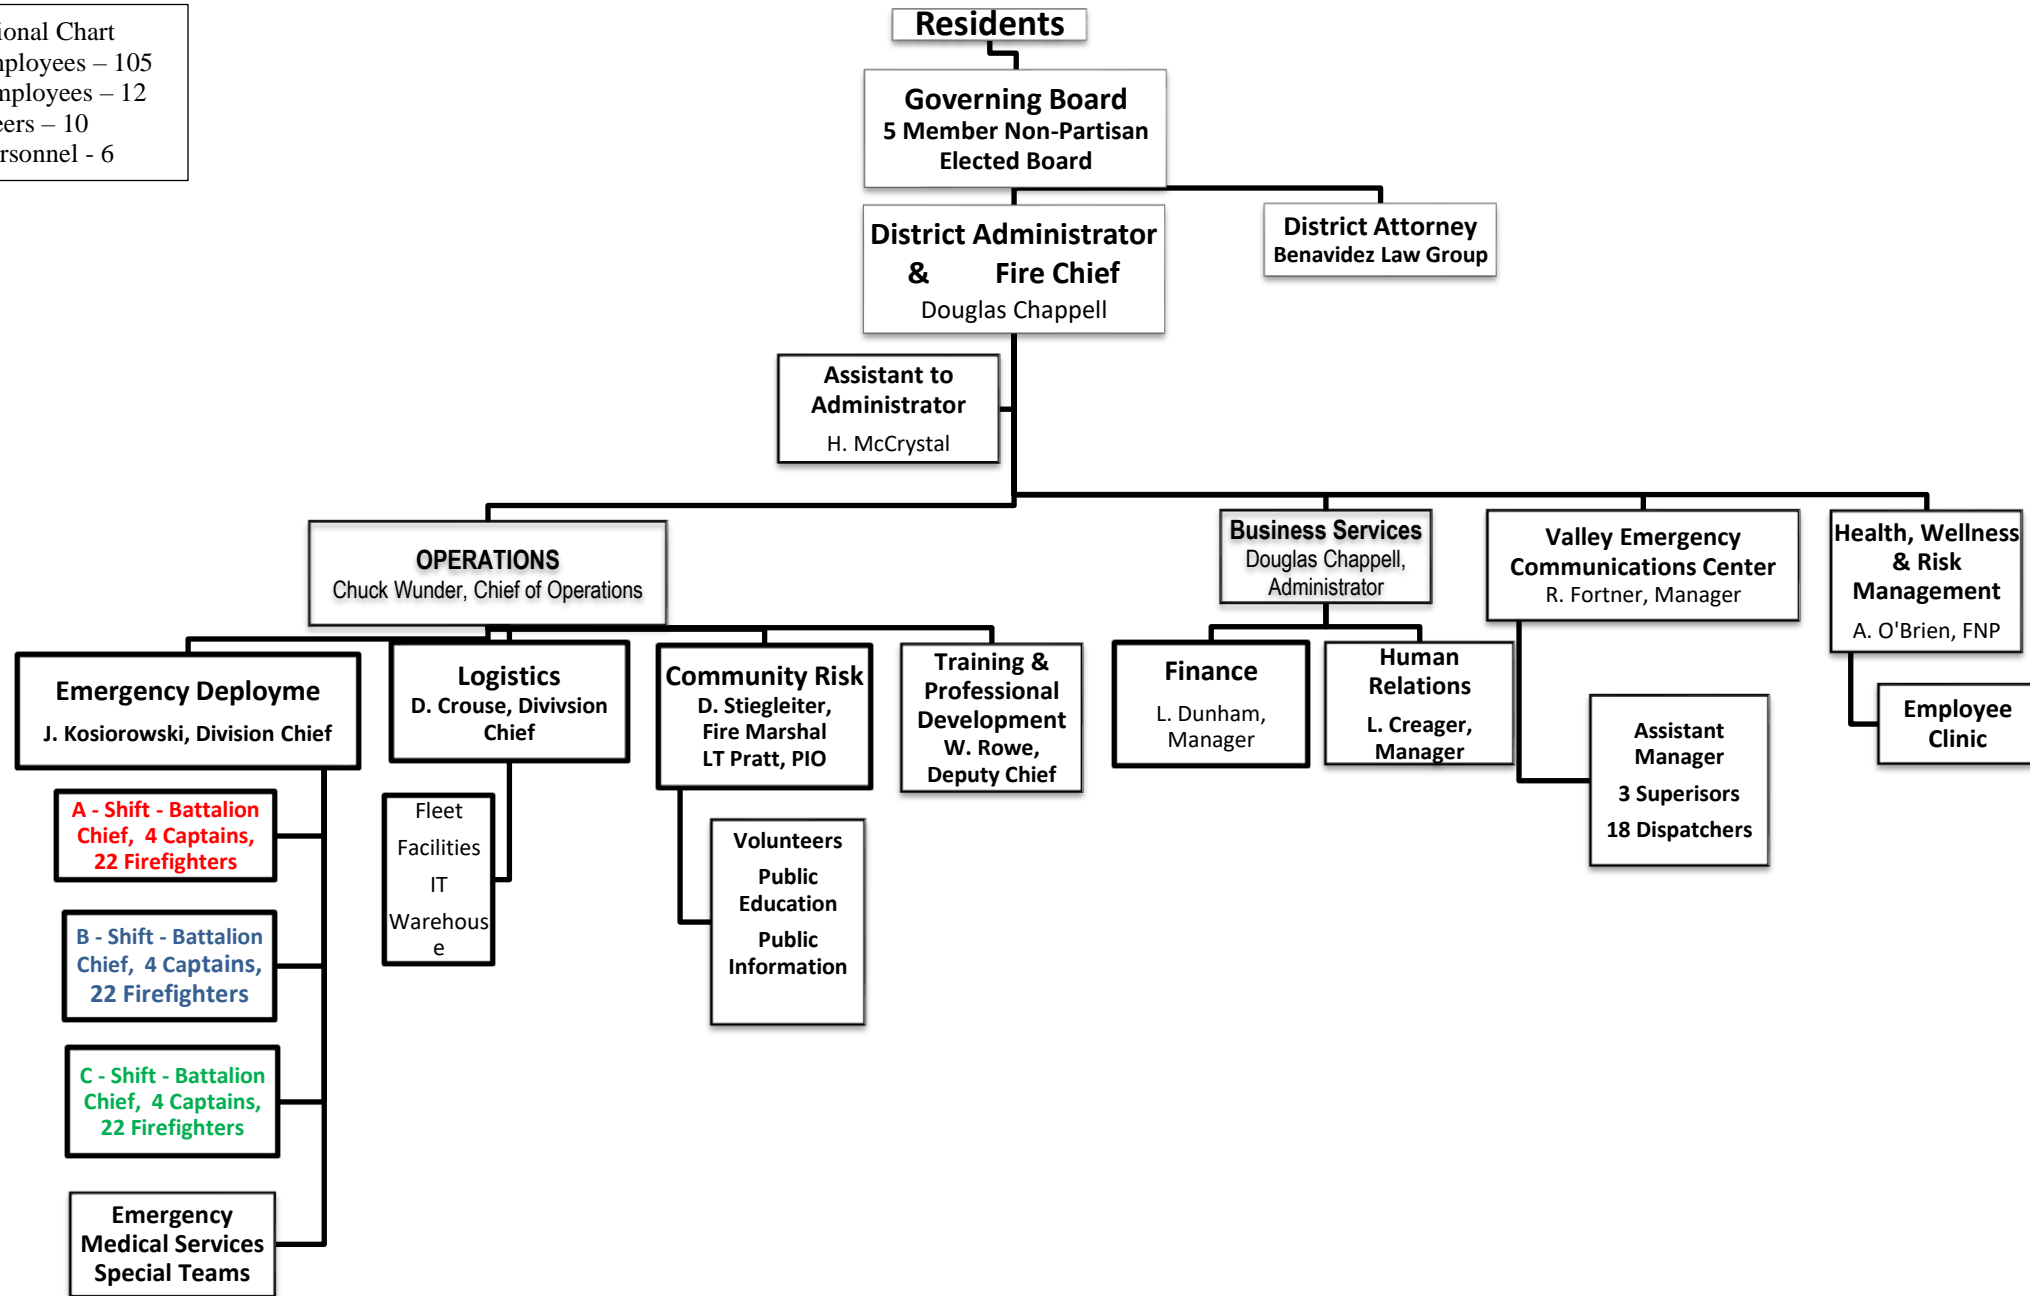 ional Chart
nployees – 105
mployees – 12
eers – 10
rsonnel - 6
Residents
Governing Board
5 Member Non-Partisan
Elected Board
District Administrator
& Fire Chief
Douglas Chappell
District Attorney
Benavidez Law Group
Assistant to
Administrator
H. McCrystal
OPERATIONS
Chuck Wunder, Chief of Operations
Business Services
Douglas Chappell,
Administrator
Valley Emergency
Communications Center
R. Fortner, Manager
Health, Wellness
& Risk
Management
A. O'Brien, FNP
Emergency Deployme
J. Kosiorowski, Division Chief
Logistics
D. Crouse, Divivsion
Chief
Community Risk
D. Stiegleiter,
Fire Marshal
LT Pratt, PIO
Training &
Professional
Development
W. Rowe,
Deputy Chief
Finance
L. Dunham,
Manager
Human
Relations
L. Creager,
Manager
Assistant
Manager
3 Superisors
18 Dispatchers
Employee
Clinic
A - Shift - Battalion
Chief, 4 Captains,
22 Firefighters
B - Shift - Battalion
Chief, 4 Captains,
22 Firefighters
C - Shift - Battalion
Chief, 4 Captains,
22 Firefighters
Emergency
Medical Services
Special Teams
Fleet
Facilities
IT
Warehous
e
Volunteers
Public
Education
Public
Information